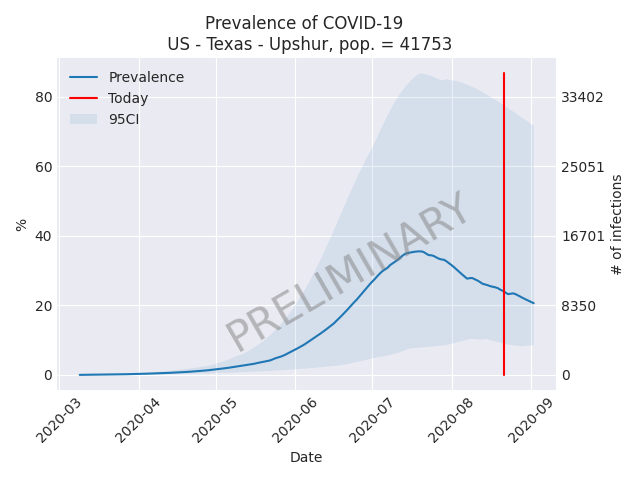 Prevalence of COVID-19
US - Texas - Upshur, pop. = 41753
Prevalence
Today
95CI
80
60
40
20
0
%
33402
25051
16701
8350
0
# of infections
PRELIMINARY
2020-03
2020-04
2020-05
2020-06
2020-07
2020-08
2020-09
Date